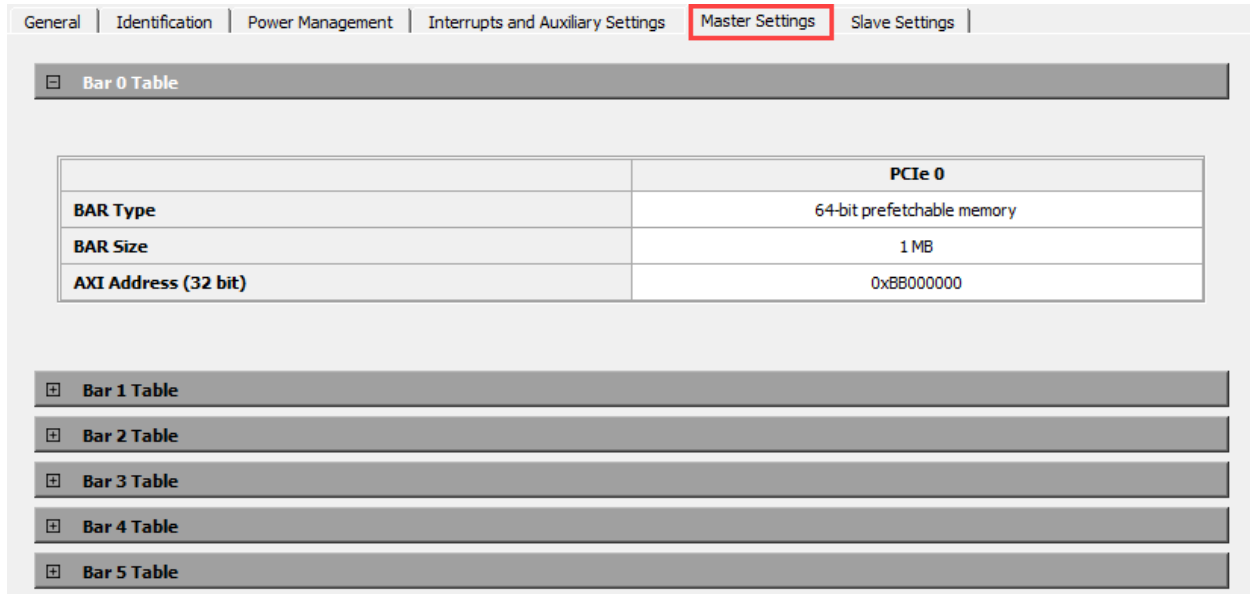 General Identification Power Management Interrupts and Auxiliary Settings Master Settings Slave Settings
Bar 0 Table
PCIe 0
BAR Type 64-bit prefetchable memory
BAR Size 1 MB
AXI Address (32 bit) 0xBB000000
Bar 1 Table
Bar 2 Table
Bar 3 Table
Bar 4 Table
Bar 5 Table